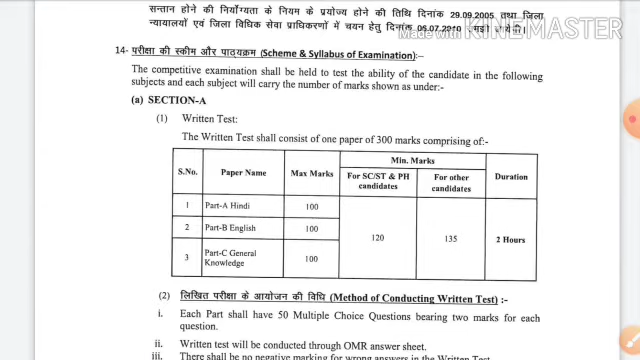 सन्तान होने की निर्योग्यता के नियम के प्रयोज्य होने की तिथि दिनांक 29.09.2005 तथा जिला
न्यायालयों एवं जिला विधिक सेवा प्राधिकरणों में चयन हेतु दिनांक
Made with KINEMASTER
14- परीक्षा की स्कीम और पाठ्यक्रम (Scheme & Syllabus of Examination):-
The competitive examination shall be held to test the ability of the candidate in the following
subjects and each subject will carry the number of marks shown as under:-
(a) SECTION-A
(1) Written Test:
The Written Test shall consist of one paper of 300 marks comprising of:-
S.No. Paper Name Max Marks Min. Marks Duration
For SC/ST & PH candidates For other candidates
1 Part-A Hindi 100
2 Part-B English 100 120 135 2 Hours
3 Part-C General Knowledge 100
(2) लिखित परीक्षा के आयोजन की विधि (Method of Conducting Written Test) :-
i. Each Part shall have 50 Multiple Choice Questions bearing two marks for each
question.
ii. Written test will be conducted through OMR answer sheet.
iii. There shall be no negative marking for wrong answers in the Written Test.